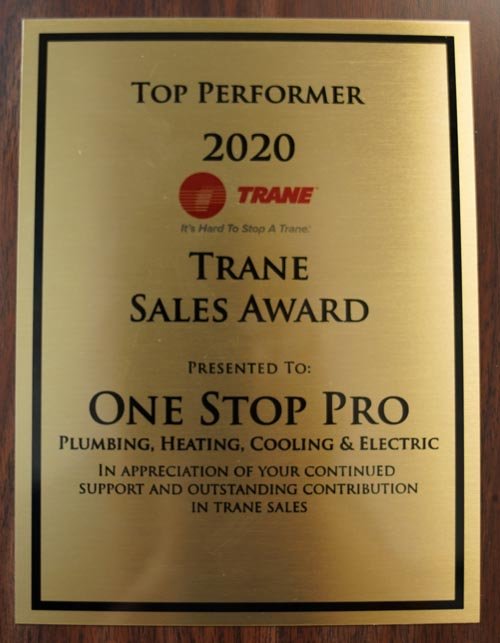 TOP PERFORMER
2020
TRANE
It's Hard To Stop A Trane.
TRANE
SALES AWARD
PRESENTED TO:
ONE STOP PRO
PLUMBING, HEATING, COOLING & ELECTRIC
IN APPRECIATION OF YOUR CONTINUED
SUPPORT AND OUTSTANDING CONTRIBUTION
IN TRANE SALES